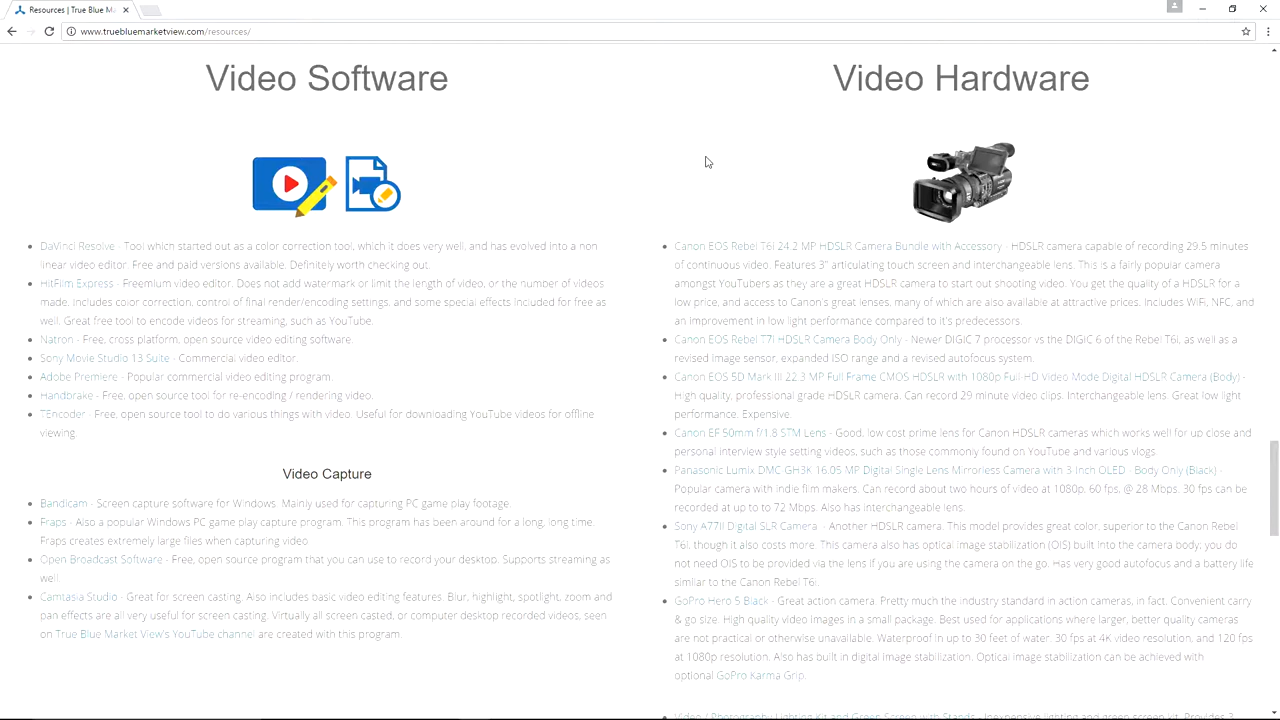 Resources | True Blue Ma
www.truebluemarketview.com/resources/
Video Software
DaVinci Resolve - Tool which started out as a color correction tool, which it does very well, and has evolved into a non
linear video editor. Free and paid versions available. Definitely worth checking out.
HitFilm Express - Freemium video editor. Does not add watermark or limit the length of video, or the number of videos
made. Includes color correction, control of final render/encoding settings, and some special effects included for free as
well. Great free tool to encode videos for streaming, such as YouTube.
Natron - Free, cross platform, open source video editing software.
Sony Movie Studio 13 Suite - Commercial video editor.
Adobe Premiere - Popular commercial video editing program.
Handbrake - Free, open source tool for re-encoding / rendering video.
TEncoder - Free, open source tool to do various things with video. Useful for downloading YouTube videos for offline
viewing.
Video Capture
Bandicam - Screen capture software for Windows. Mainly used for capturing PC game play footage.
Fraps - Also a popular Windows PC game play capture program. This program has been around for a long, long time.
Fraps creates extremely large files when capturing video.
Open Broadcast Software - Free, open source program that you can use to record your desktop. Supports streaming as
well.
Camtasia Studio - Great for screen casting. Also includes basic video editing features. Blur, highlight, spotlight, zoom and
pan effects are all very useful for screen casting. Virtually all screen casted, or computer desktop recorded videos, seen
on True Blue Market View's YouTube channel are created with this program.
Video Hardware
Canon EOS Rebel T6i 24.2 MP HDSLR Camera Bundle with Accessory - HDSLR camera capable of recording 29.5 minutes
of continuous video. Features 3" articulating touch screen and interchangeable lens. This is a fairly popular camera
amongst YouTubers as they are a great HDSLR camera to start out shooting video. You get the quality of a HDSLR for a
low price, and access to Canon's great lenses, many of which are also available at attractive prices. Includes WiFi, NFC, and
an improvement in low light performance compared to it's predecessors.
Canon EOS Rebel T7i HDSLR Camera Body Only - Newer DIGIC 7 processor vs the DIGIC 6 of the Rebel T6i, as well as a
revised image sensor, expanded ISO range and a revised autofocus system.
Canon EOS 5D Mark III 22.3 MP Full Frame CMOS HDSLR with 1080p Full-HD Video Mode Digital HDSLR Camera (Body) -
High quality, professional grade HDSLR camera. Can record 29 minute video clips. Interchangeable lens. Great low light
performance. Expensive.
Canon EF 50mm f/1.8 STM Lens - Good, low cost prime lens for Canon HDSLR cameras which works well for up close and
personal interview style setting videos, such as those commonly found on YouTube and various vlogs.
Panasonic Lumix DMC GH3K 16.05 MP Digital Single Lens Mirrorless Camera with 3 Inch OLED - Body Only (Black) -
Popular camera with indie film makers. Can record about two hours of video at 1080p, 60 fps, @ 28 Mbps. 30 fps can be
recorded at up to to 72 Mbps. Also has interchangeable lens.
Sony A77II Digital SLR Camera. - Another HDSLR camera. This model provides great color, superior to the Canon Rebel
T6i, though it also costs more. This camera also has optical image stabilization (OIS) built into the camera body; you do
not need OIS to be provided via the lens if you are using the camera on the go. Has very good autofocus and a battery life
similar to the Canon Rebel T6i.
GoPro Hero 5 Black - Great action camera. Pretty much the industry standard in action cameras, in fact. Convenient carry
& go size. High quality video images in a small package. Best used for applications where larger, better quality cameras
are not practical or otherwise unavailable. Waterproof in up to 30 feet of water. 30 fps at 4K video resolution, and 120 fps
at 1080p resolution. Also has built in digital image stabilization. Optical image stabilization can be achieved with
optional GoPro Karma Grip.
Video / Photography Lighting Kit and Green Screen with Stands - Inexpensive lighting and green screen kit. Provides 3